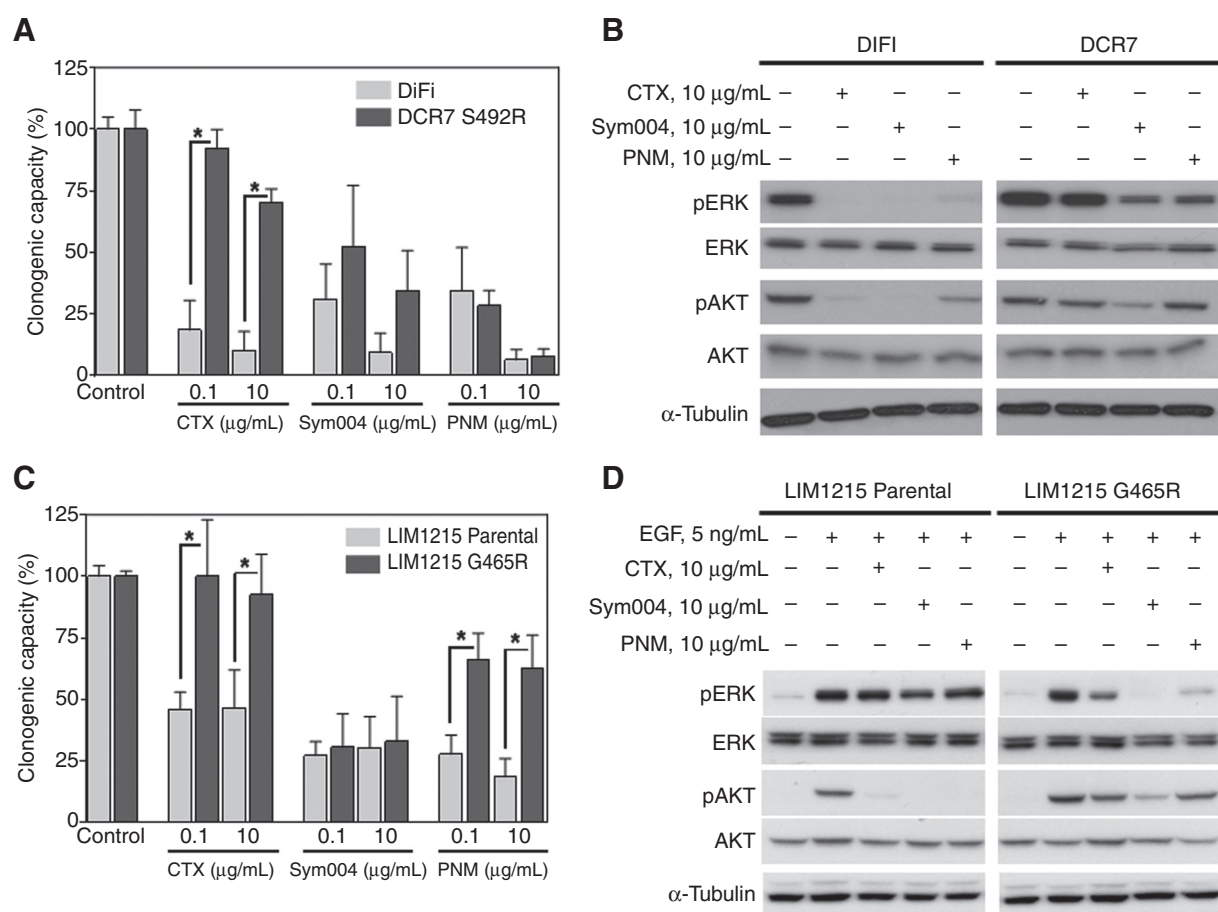 A
125
100
75
50
25
0
Clonogenic capacity (%)
DiFi
DCR7 S492R
*
*
Control
0.1 10 0.1 10 0.1 10
CTX (μg/mL) Sym004 (μg/mL) PNM (μg/mL)
B
DIFI DCR7
CTX, 10 μg/mL – + – – – + – –
Sym004, 10 μg/mL – – + – – – + –
PNM, 10 μg/mL – – – + – – – +
pERK
ERK
pAKT
AKT
α-Tubulin
C
125
100
75
50
25
0
Clonogenic capacity (%)
LIM1215 Parental
LIM1215 G465R
*
*
*
*
Control
0.1 10 0.1 10 0.1 10
CTX (μg/mL) Sym004 (μg/mL) PNM (μg/mL)
D
LIM1215 Parental LIM1215 G465R
EGF, 5 ng/mL – + + + + – + + + +
CTX, 10 μg/mL – – + – – – – + – –
Sym004, 10 μg/mL – – – + – – – – + –
PNM, 10 μg/mL – – – – + – – – – +
pERK
ERK
pAKT
AKT
α-Tubulin